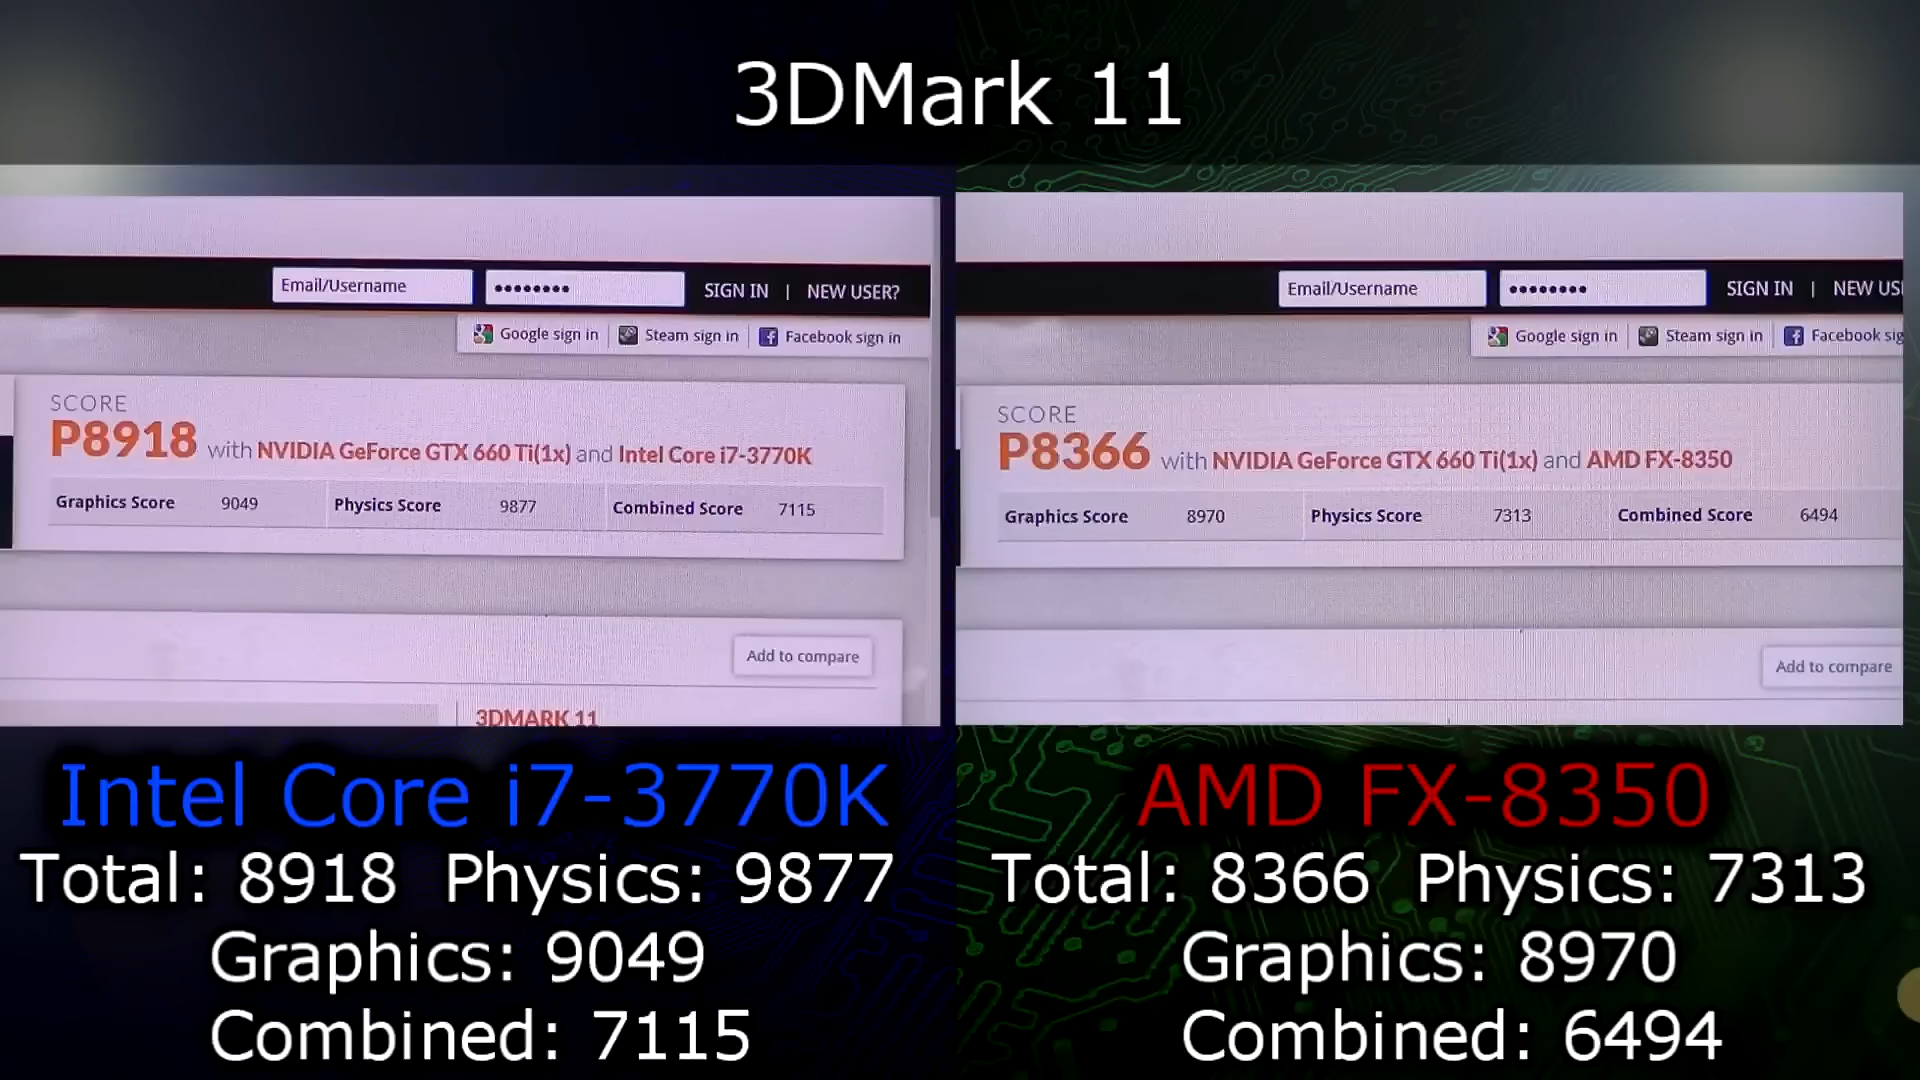 3DMark 11
Email/Username
SIGN IN | NEW USER?
Google sign in
Steam sign in
Facebook sign in
SCORE
P8918 with NVIDIA GeForce GTX 660 Ti(1x) and Intel Core i7-3770K
Graphics Score 9049 Physics Score 9877 Combined Score 7115
Add to compare
3DMARK 11
Email/Username
SIGN IN | NEW US
Google sign in
Steam sign in
Facebook sig
SCORE
P8366 with NVIDIA GeForce GTX 660 Ti(1x) and AMD FX-8350
Graphics Score 8970 Physics Score 7313 Combined Score 6494
Add to compare
Intel Core i7-3770K
Total: 8918 Physics: 9877
Graphics: 9049
Combined: 7115
AMD FX-8350
Total: 8366 Physics: 7313
Graphics: 8970
Combined: 6494